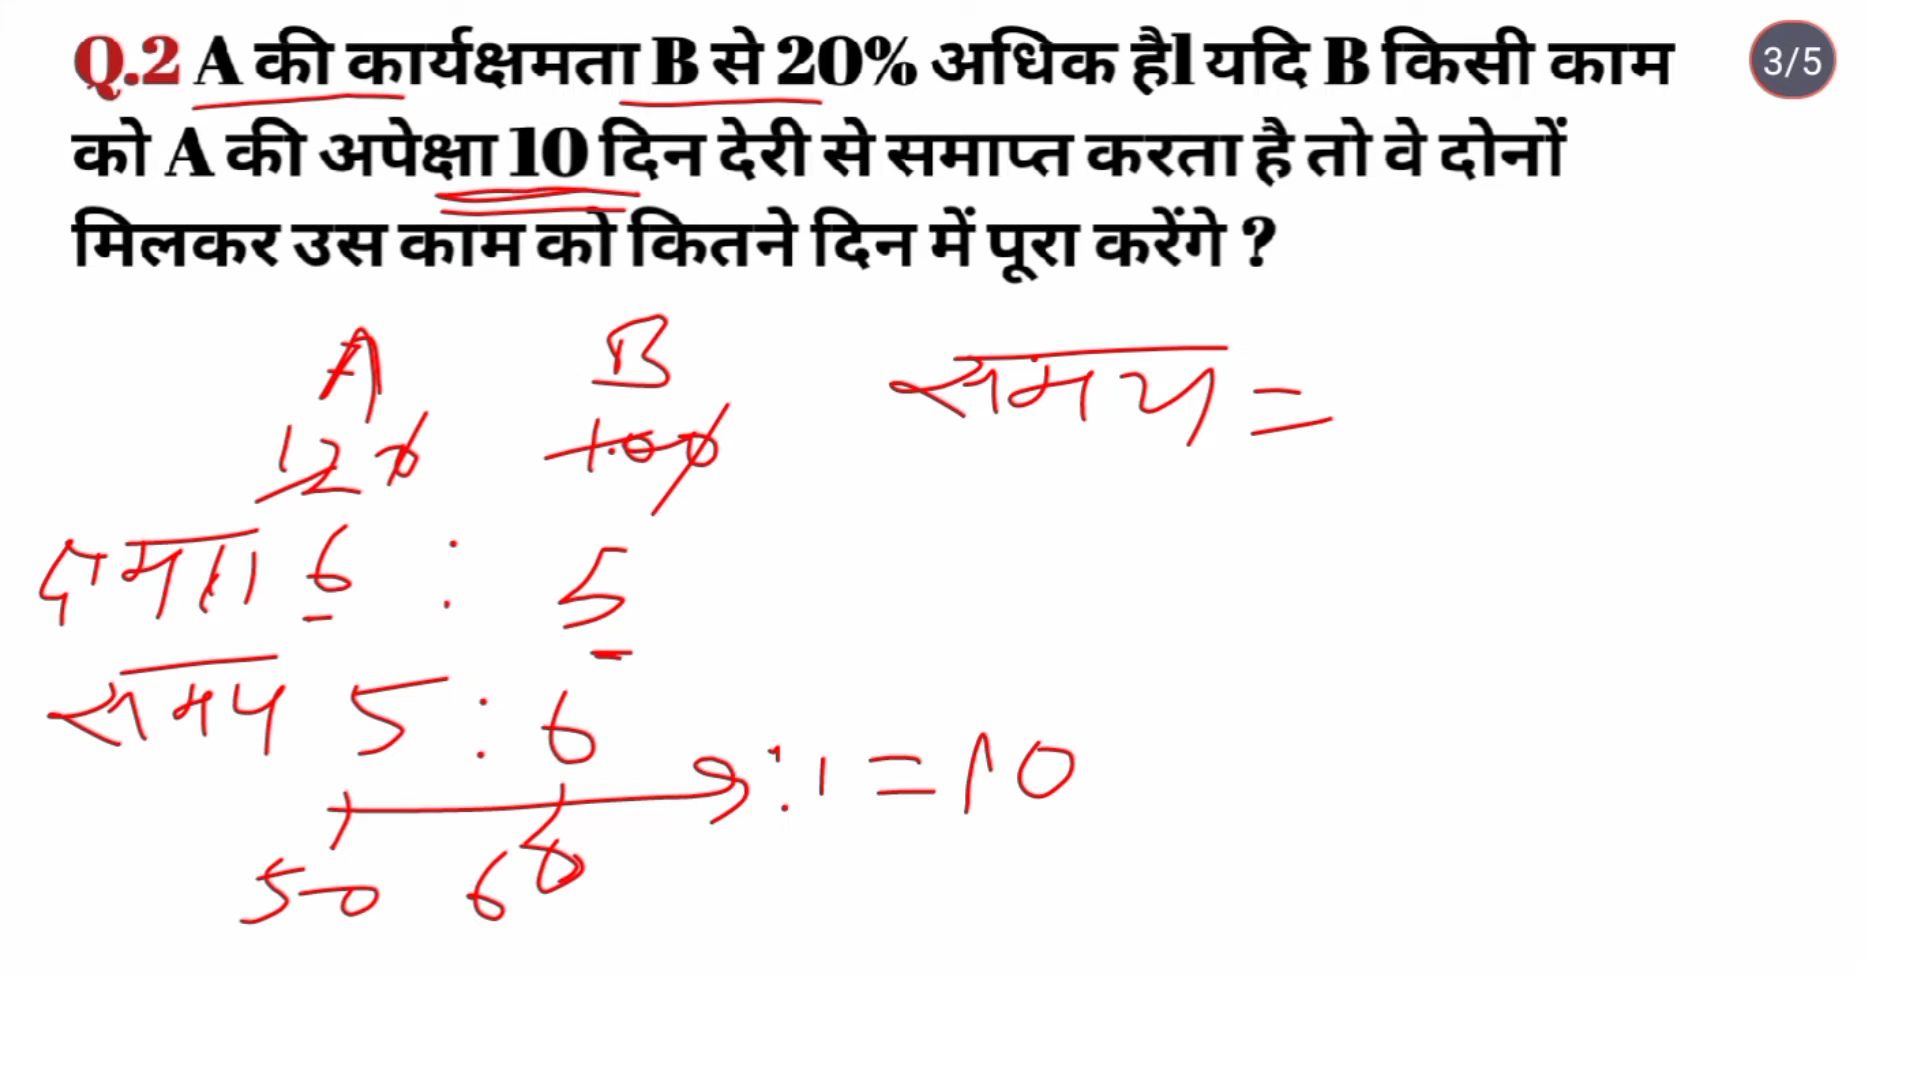 Q.2 A की कार्यक्षमता B से 20% अधिक है। यदि B किसी काम
3/5
को A की अपेक्षा 10 दिन देरी से समाप्त करता है तो वे दोनों
मिलकर उस काम को कितने दिन में पूरा करेंगे ?
A B
समय =
120 100
क्षमता 6 : 5
समय 5 : 6
: 1 = 10
50 60